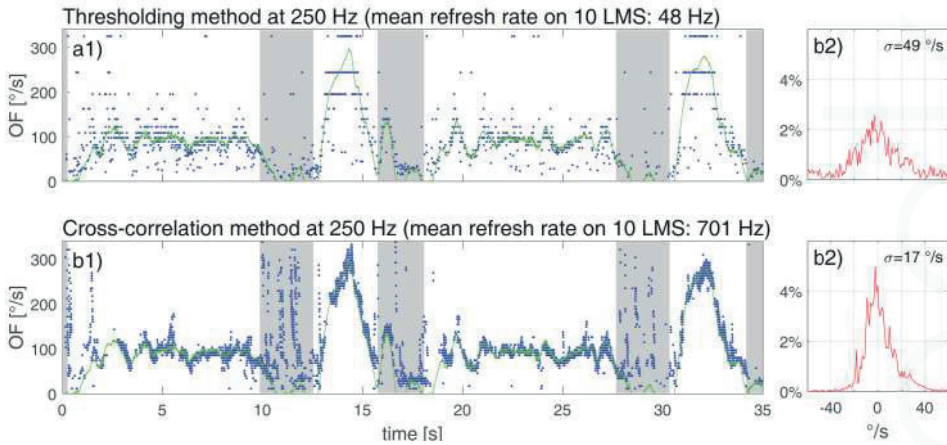 Thresholding method at 250 Hz (mean refresh rate on 10 LMS: 48 Hz)
a1)
OF [°/s]
300
200
100
0
b2)
σ=49 °/s
4%
2%
0%
Cross-correlation method at 250 Hz (mean refresh rate on 10 LMS: 701 Hz)
b1)
OF [°/s]
300
200
100
0
0 5 10 15 20 25 30 35
time [s]
b2)
σ=17 °/s
4%
2%
0%
-40 0 40
°/s